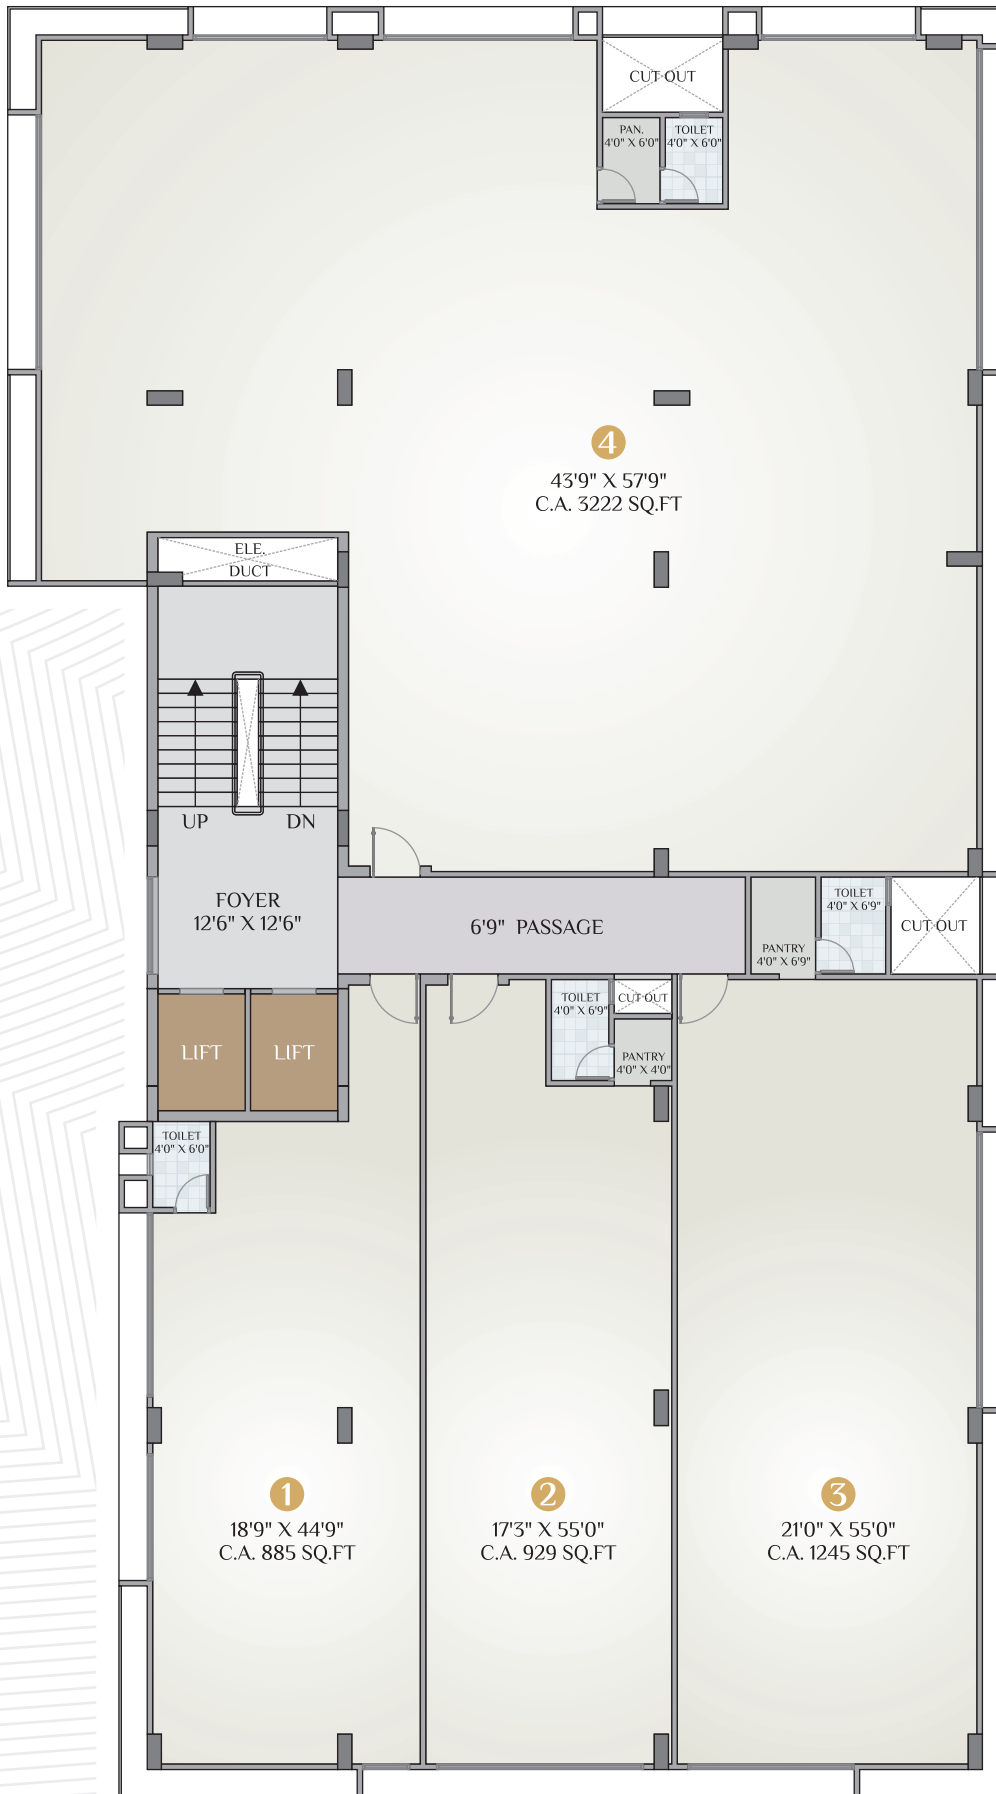 CUT OUT
PAN.
4'0" X 6'0"
TOILET
4'0" X 6'0"
4
43'9" X 57'9"
C.A. 3222 SQ.FT
ELE.
DUCT
UP
DN
FOYER
12'6" X 12'6"
6'9" PASSAGE
PANTRY
4'0" X 6'9"
TOILET
4'0" X 6'9"
CUT OUT
TOILET
4'0" X 6'9"
CUT OUT
PANTRY
4'0" X 4'0"
LIFT
LIFT
TOILET
4'0" X 6'0"
1
18'9" X 44'9"
C.A. 885 SQ.FT
2
17'3" X 55'0"
C.A. 929 SQ.FT
3
21'0" X 55'0"
C.A. 1245 SQ.FT